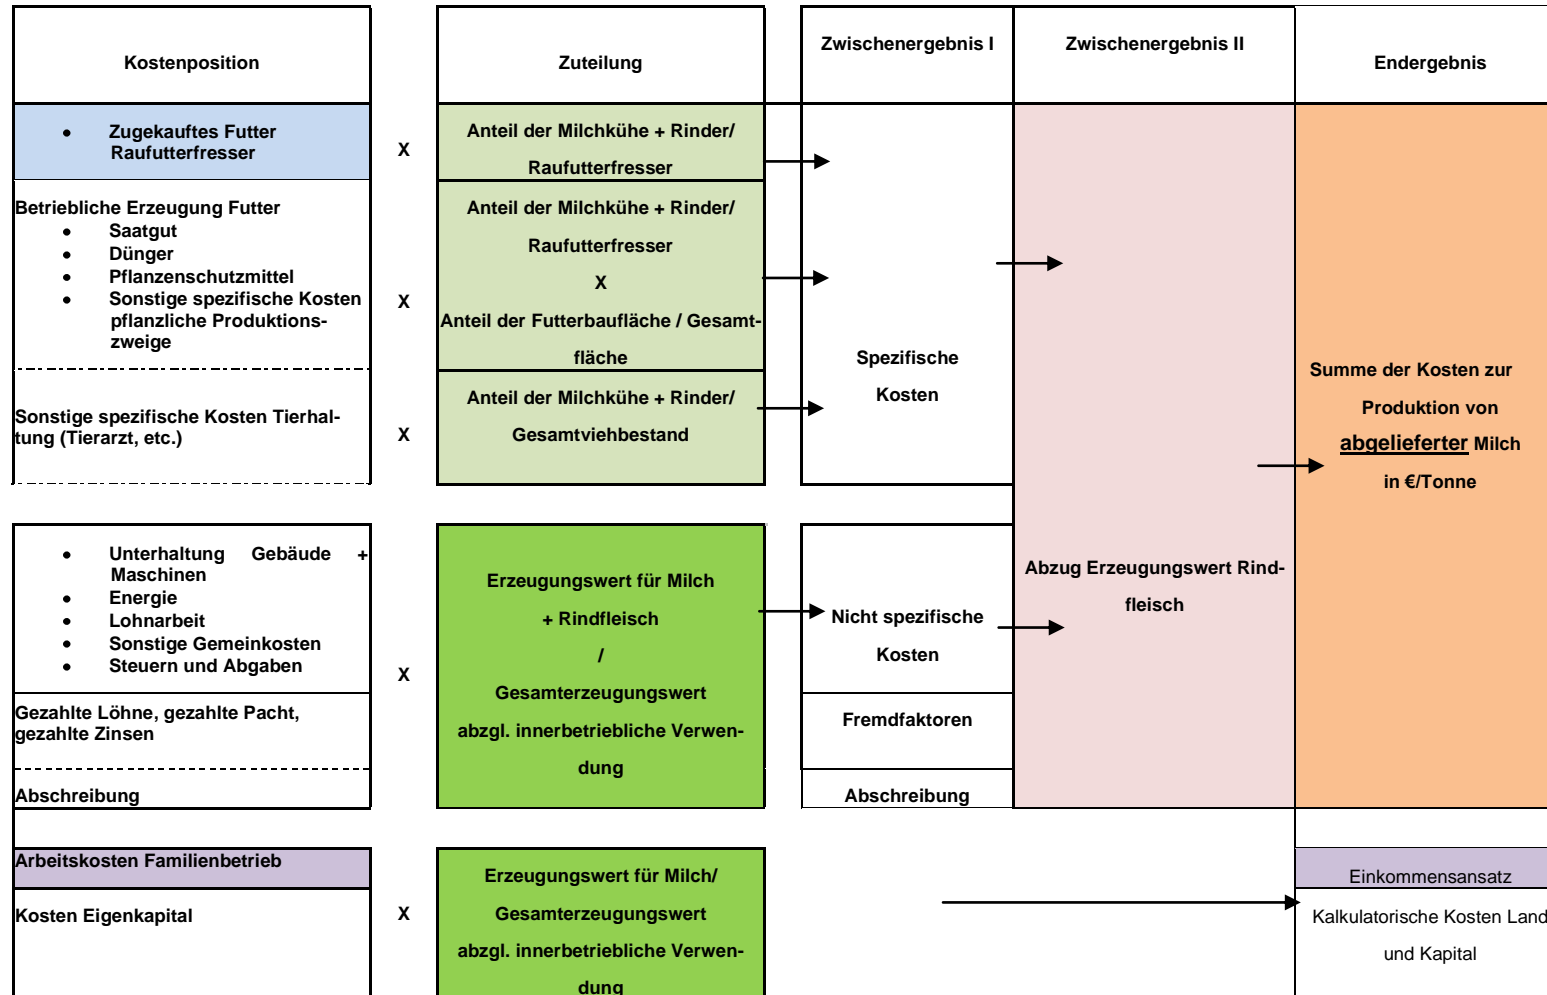 Kostenposition
Zuteilung
Zwischenergebnis I
Zwischenergebnis II
Endergebnis
• Zugekauftes Futter
Raufutterfresser
X
Anteil der Milchkühe + Rinder/
Raufutterfresser
Betriebliche Erzeugung Futter
• Saatgut
• Dünger
• Pflanzenschutzmittel
• Sonstige spezifische Kosten
pflanzliche Produktions-
zweige
X
Anteil der Milchkühe + Rinder/
Raufutterfresser
X
Anteil der Futterbaufläche / Gesamt-
fläche
Sonstige spezifische Kosten Tierhal-
tung (Tierarzt, etc.)
X
Anteil der Milchkühe + Rinder/
Gesamtviehbestand
Spezifische
Kosten
• Unterhaltung Gebäude +
Maschinen
• Energie
• Lohnarbeit
• Sonstige Gemeinkosten
• Steuern und Abgaben
Gezahlte Löhne, gezahlte Pacht,
gezahlte Zinsen
Abschreibung
X
Erzeugungswert für Milch
+ Rindfleisch
/
Gesamterzeugungswert
abzgl. innerbetriebliche Verwen-
dung
Nicht spezifische
Kosten
Fremdfaktoren
Abschreibung
Abzug Erzeugungswert Rind-
fleisch
Summe der Kosten zur
Produktion von
abgelieferter Milch
in €/Tonne
Arbeitskosten Familienbetrieb
Kosten Eigenkapital
X
Erzeugungswert für Milch/
Gesamterzeugungswert
abzgl. innerbetriebliche Verwen-
dung
Einkommensansatz
Kalkulatorische Kosten Land
und Kapital